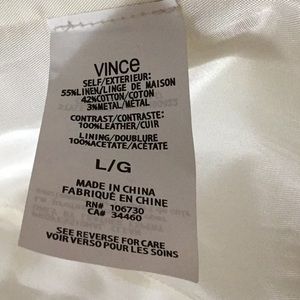 VINCE
SELF/EXTERIEUR:
55%LINEN/LINGE DE MAISON
42%COTTON/COTON
3%METAL/METAL
CONTRAST/CONTRASTE:
100%LEATHER/CUIR
LINING/DOUBLURE
100%ACETATE/ACETATE
L/G
MADE IN CHINA
FABRIQUÉ EN CHINE
RN# 106730
CA# 34460
SEE REVERSE FOR CARE
VOIR VERSO POUR LES SOINS